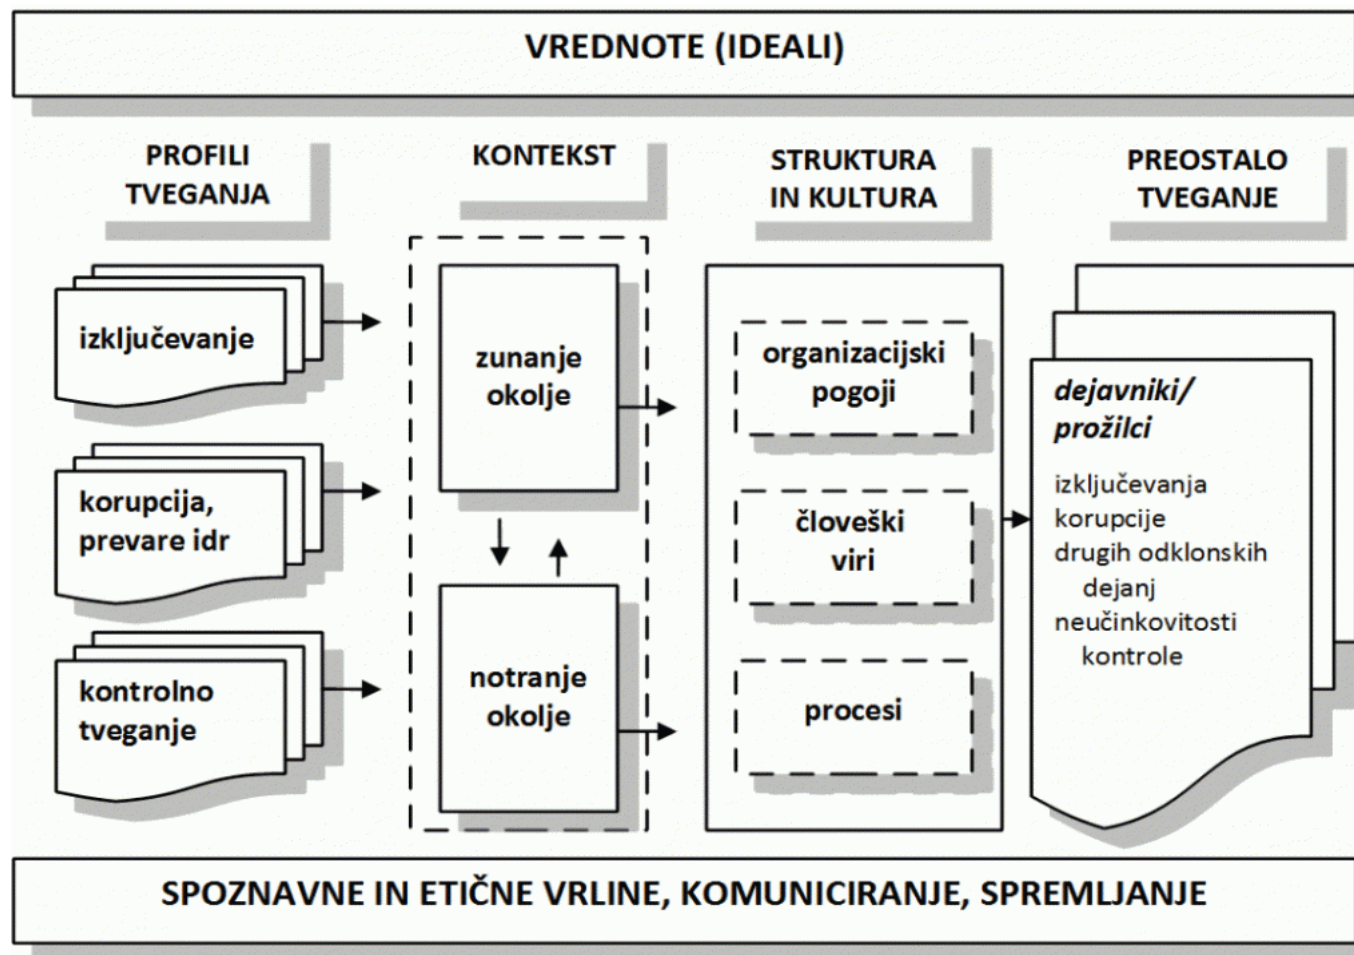 VREDNOTE (IDEALI)
PROFILI
TVEGANJA
KONTEKST
STRUKTURA
IN KULTURA
PREOSTALO
TVEGANJE
izključevanje
korupcija,
prevare idr
kontrolno
tveganje
zunanje
okolje
notranje
okolje
organizacijski
pogoji
človeški
viri
procesi
dejavniki/
prožilci
izključevanja
korupcije
drugih odklonskih
dejanj
neučinkovitosti
kontrole
SPOZNAVNE IN ETIČNE VRLINE, KOMUNICIRANJE, SPREMLJANJE